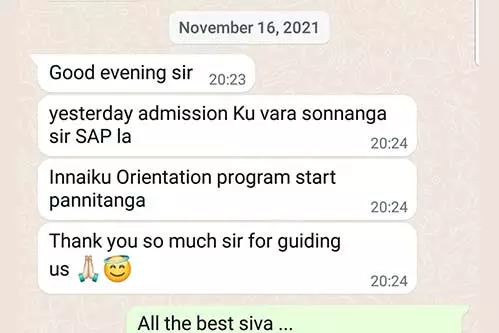 November 16, 2021
Good evening sir 20:23
yesterday admission Ku vara sonnanga
sir SAP la
20:24
Innaiku Orientation program start
pannitanga
20:24
Thank you so much sir for guiding
us 🙏🏻😇
20:24
All the best siva ...